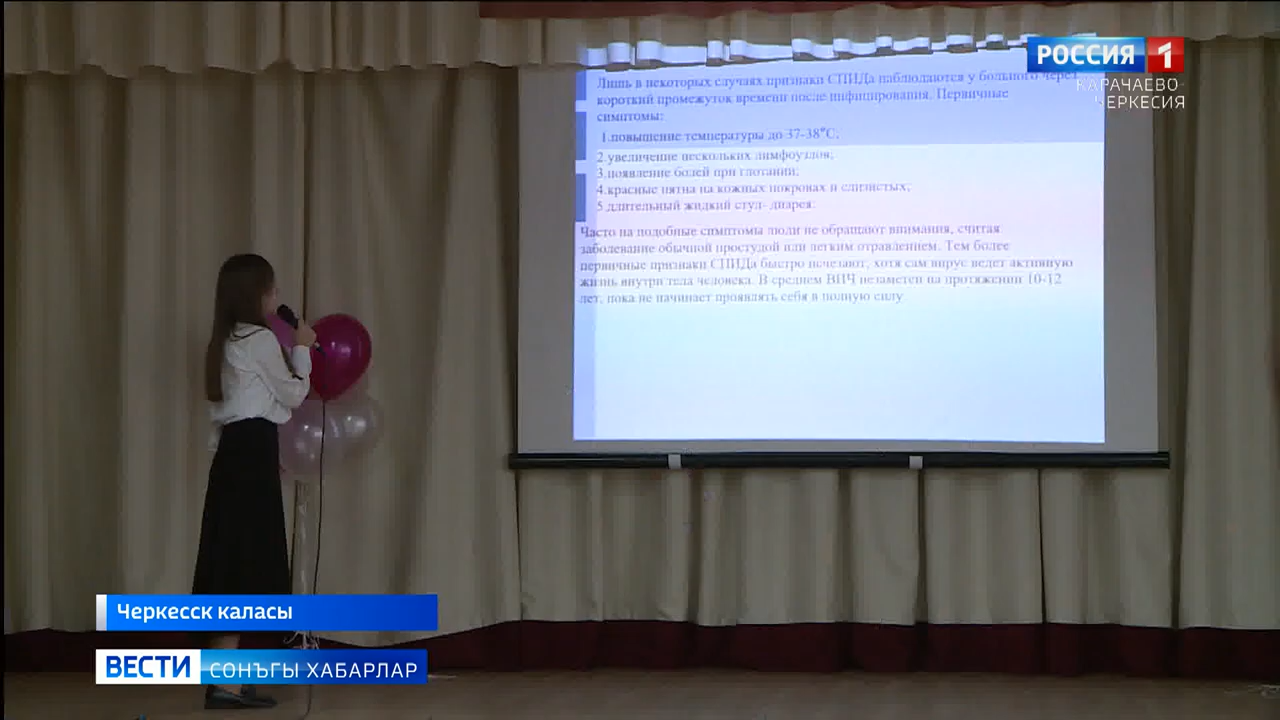 РОССИЯ 1
КАРАЧАЕВО
ЧЕРКЕСИЯ
Лишь в некоторых случаях признаки СПИДа наблюдаются у больного через
короткий промежуток времени после инфицирования. Первичные
симптомы:
1.повышение температуры до 37-38°С;
2.увеличение нескольких лимфоузлов;
3.появление болей при глотании;
4.красные пятна на кожных покровах и слизистых;
5.длительный жидкий стул- диарея.
Часто на подобные симптомы люди не обращают внимания, считая
заболевание обычной простудой или легким отравлением. Тем более
первичные признаки СПИДа быстро исчезают, хотя сам вирус ведет активную
жизнь внутри тела человека. В среднем ВИЧ незаметен на протяжении 10-12
лет, пока не начинает проявлять себя в полную силу
Черкесск каласы
ВЕСТИ СОНЪГЫ ХАБАРЛАР